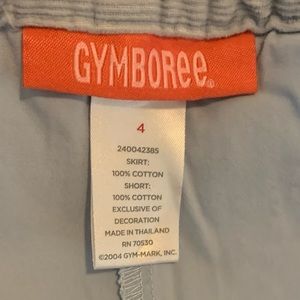 GYMBOREE®
4
240042385
SKIRT:
100% COTTON
SHORT:
100% COTTON
EXCLUSIVE OF
DECORATION
MADE IN THAILAND
RN 70530
©2004 GYM-MARK, INC.